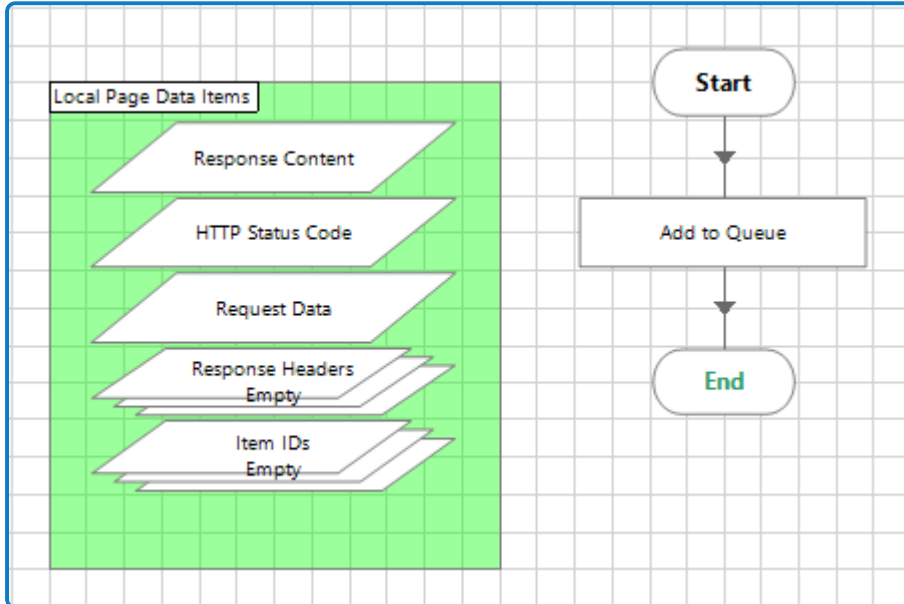 Local Page Data Items
Response Content
HTTP Status Code
Request Data
Response Headers
Empty
Item IDs
Empty
Start
Add to Queue
End